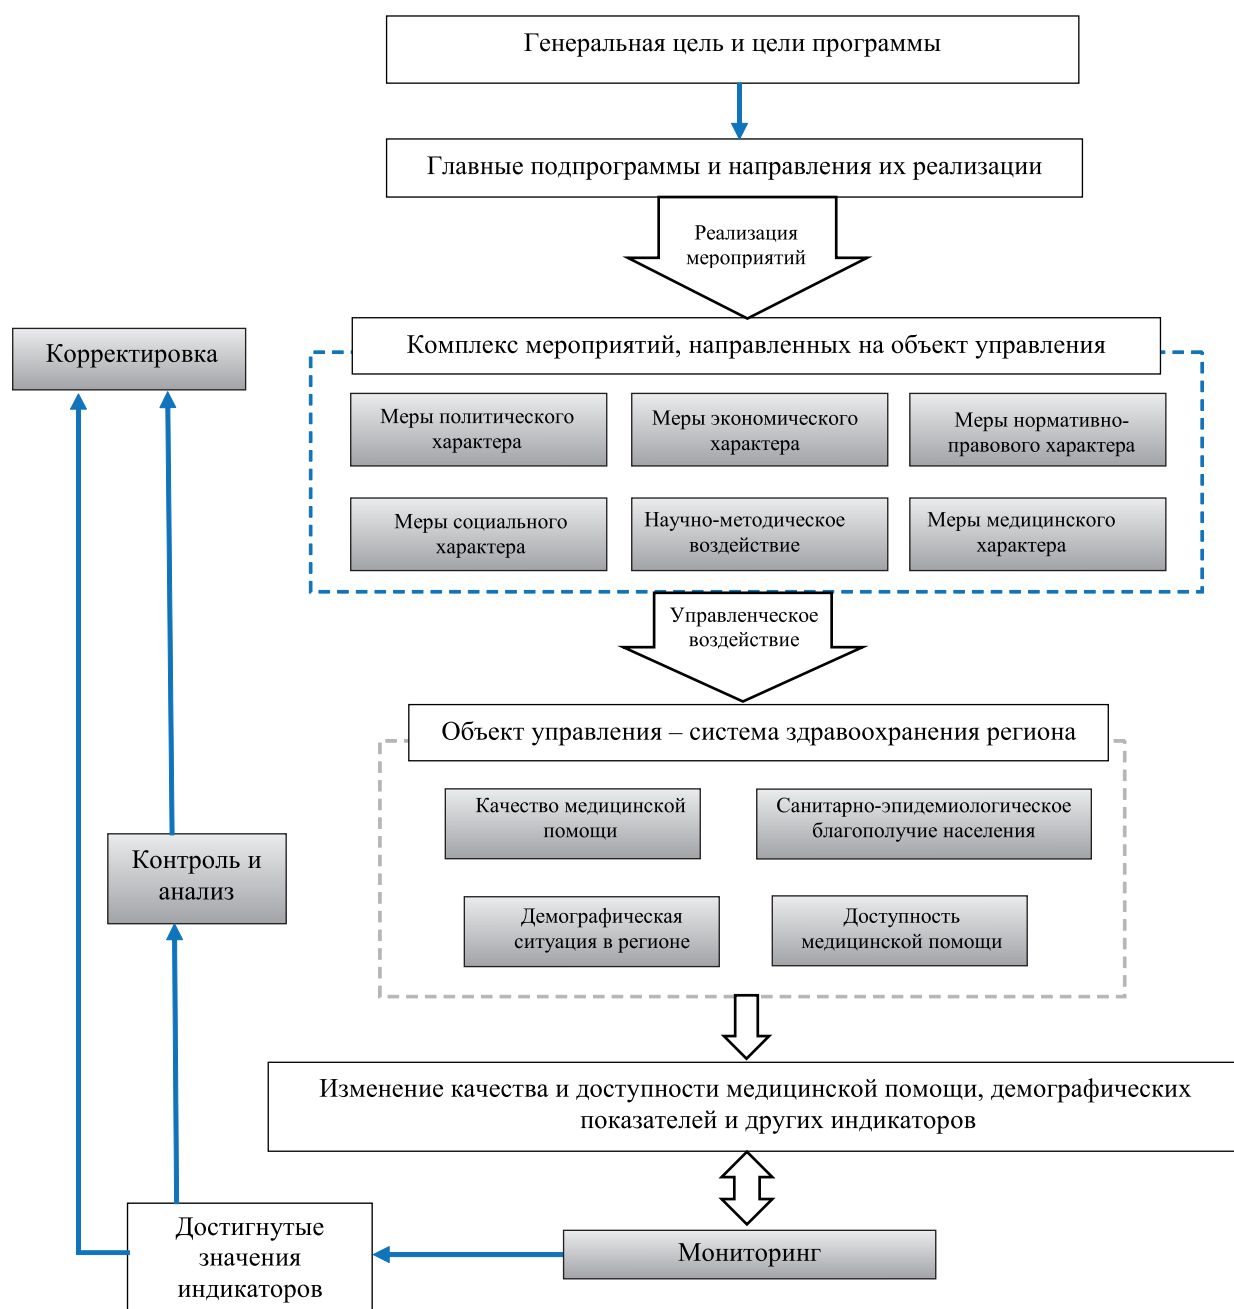 Генеральная цель и цели программы
Главные подпрограммы и направления их реализации
Реализация
мероприятий
Корректировка
Комплекс мероприятий, направленных на объект управления
Меры политического
характера
Меры экономического
характера
Меры нормативно-
правового характера
Меры социального
характера
Научно-методическое
воздействие
Меры медицинского
характера
Управленческое
воздействие
Объект управления – система здравоохранения региона
Качество медицинской
помощи
Санитарно-эпидемиологическое
благополучие населения
Контроль и
анализ
Демографическая
ситуация в регионе
Доступность
медицинской помощи
Изменение качества и доступности медицинской помощи, демографических
показателей и других индикаторов
Достигнутые
значения
индикаторов
Мониторинг